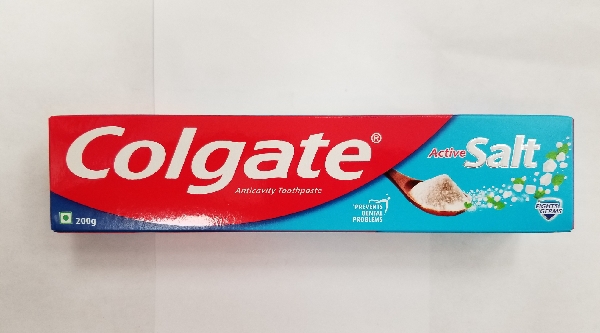 Colgate®
Anticavity Toothpaste
Active Salt
PREVENTS
DENTAL
PROBLEMS
FIGHTS
GERMS
200g